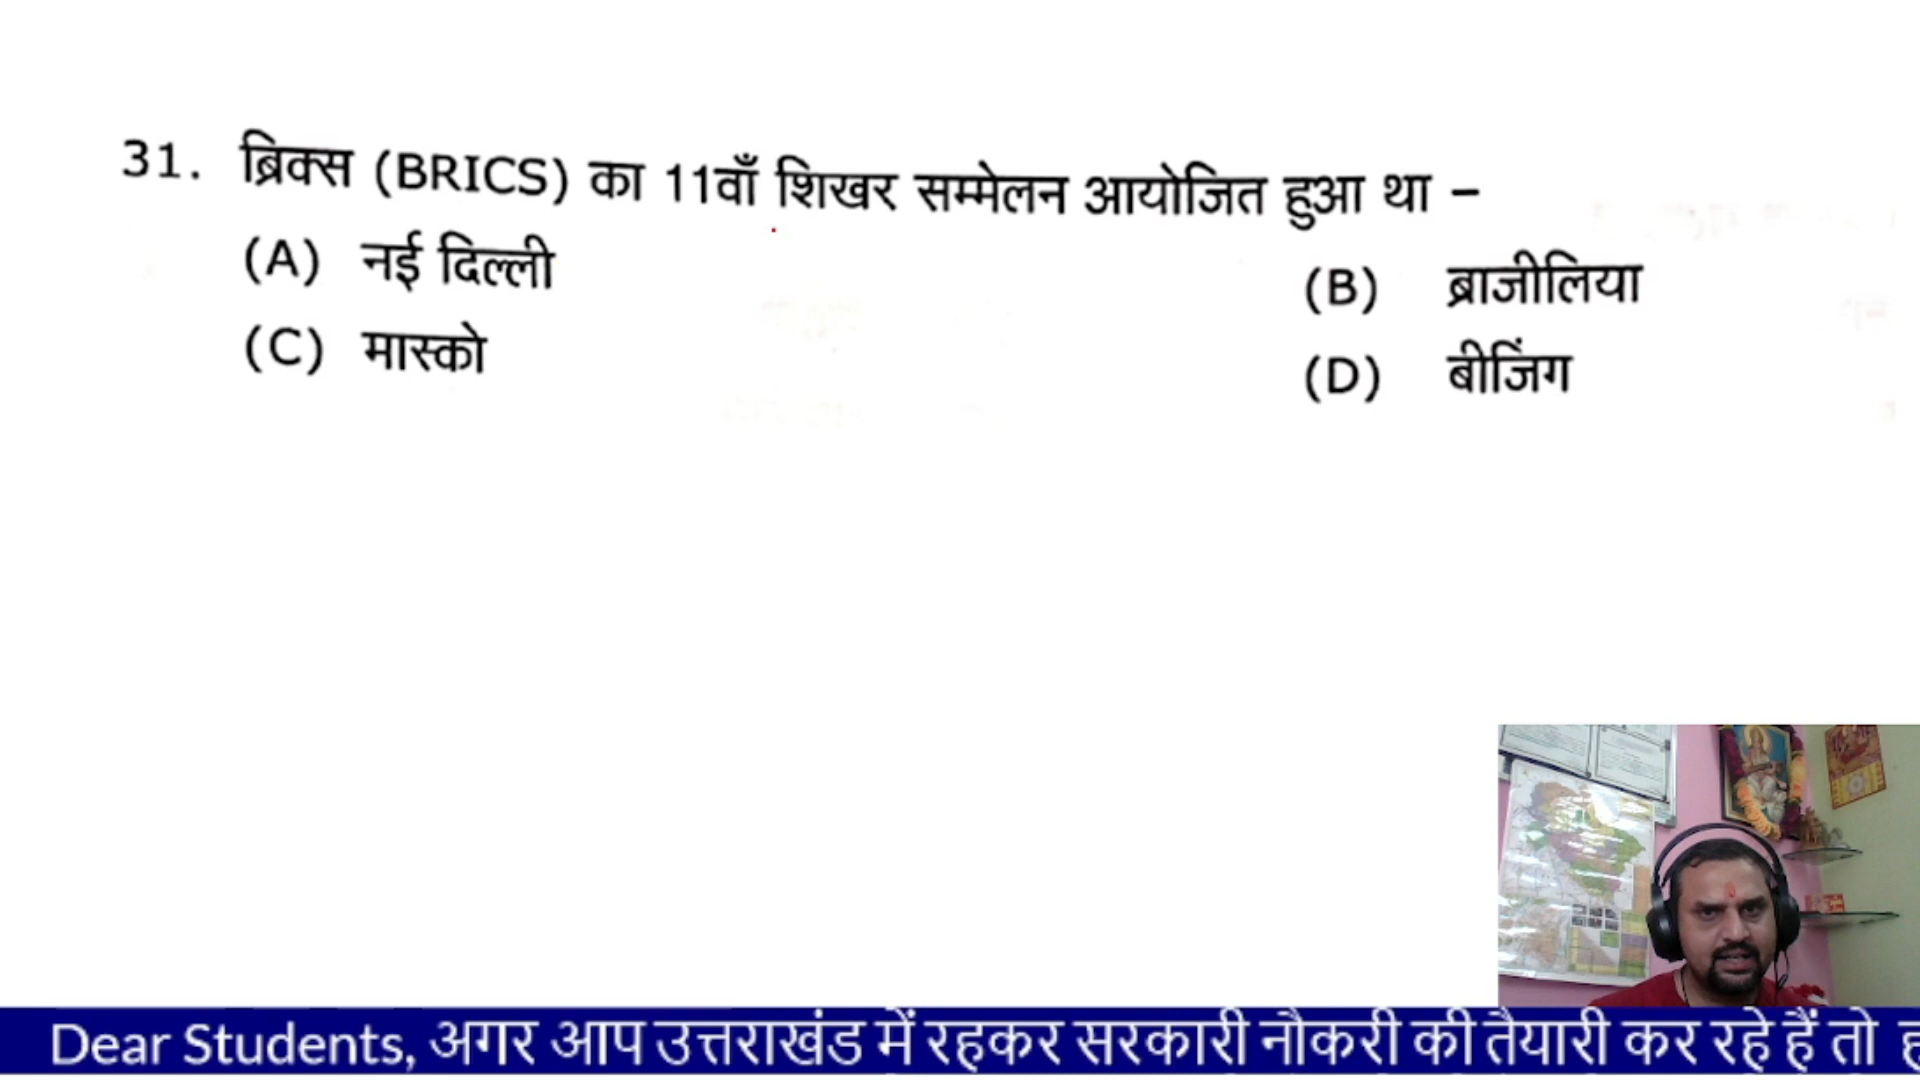 31. ब्रिक्स (BRICS) का 11वाँ शिखर सम्मेलन आयोजित हुआ था –
(A) नई दिल्ली
(B) ब्राजीलिया
(C) मास्को
(D) बीजिंग
Dear Students, अगर आप उत्तराखंड में रहकर सरकारी नौकरी की तैयारी कर रहे हैं तो